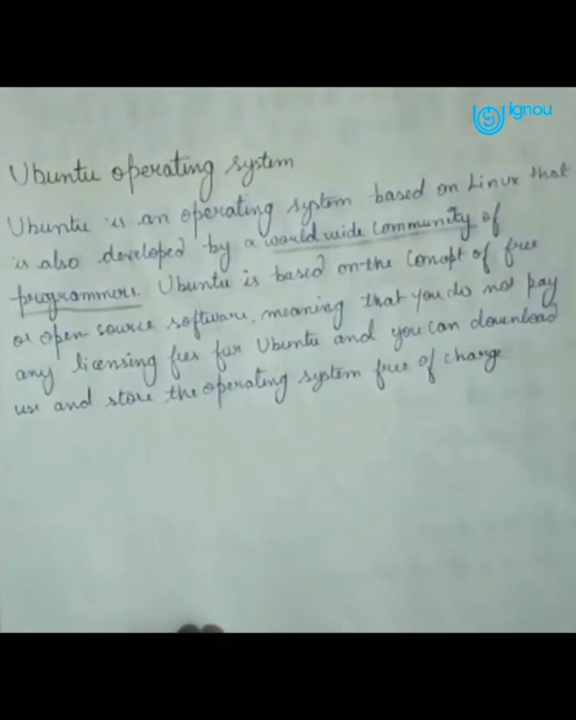 ignou
Ubuntu operating system
Ubuntu is an operating system based on Linux that
is also developed by a world wide community of
programmers. Ubuntu is based on the concept of free
or open source software, meaning that you do not pay
any licensing fees for Ubuntu and you can download
use and store the operating system free of charge